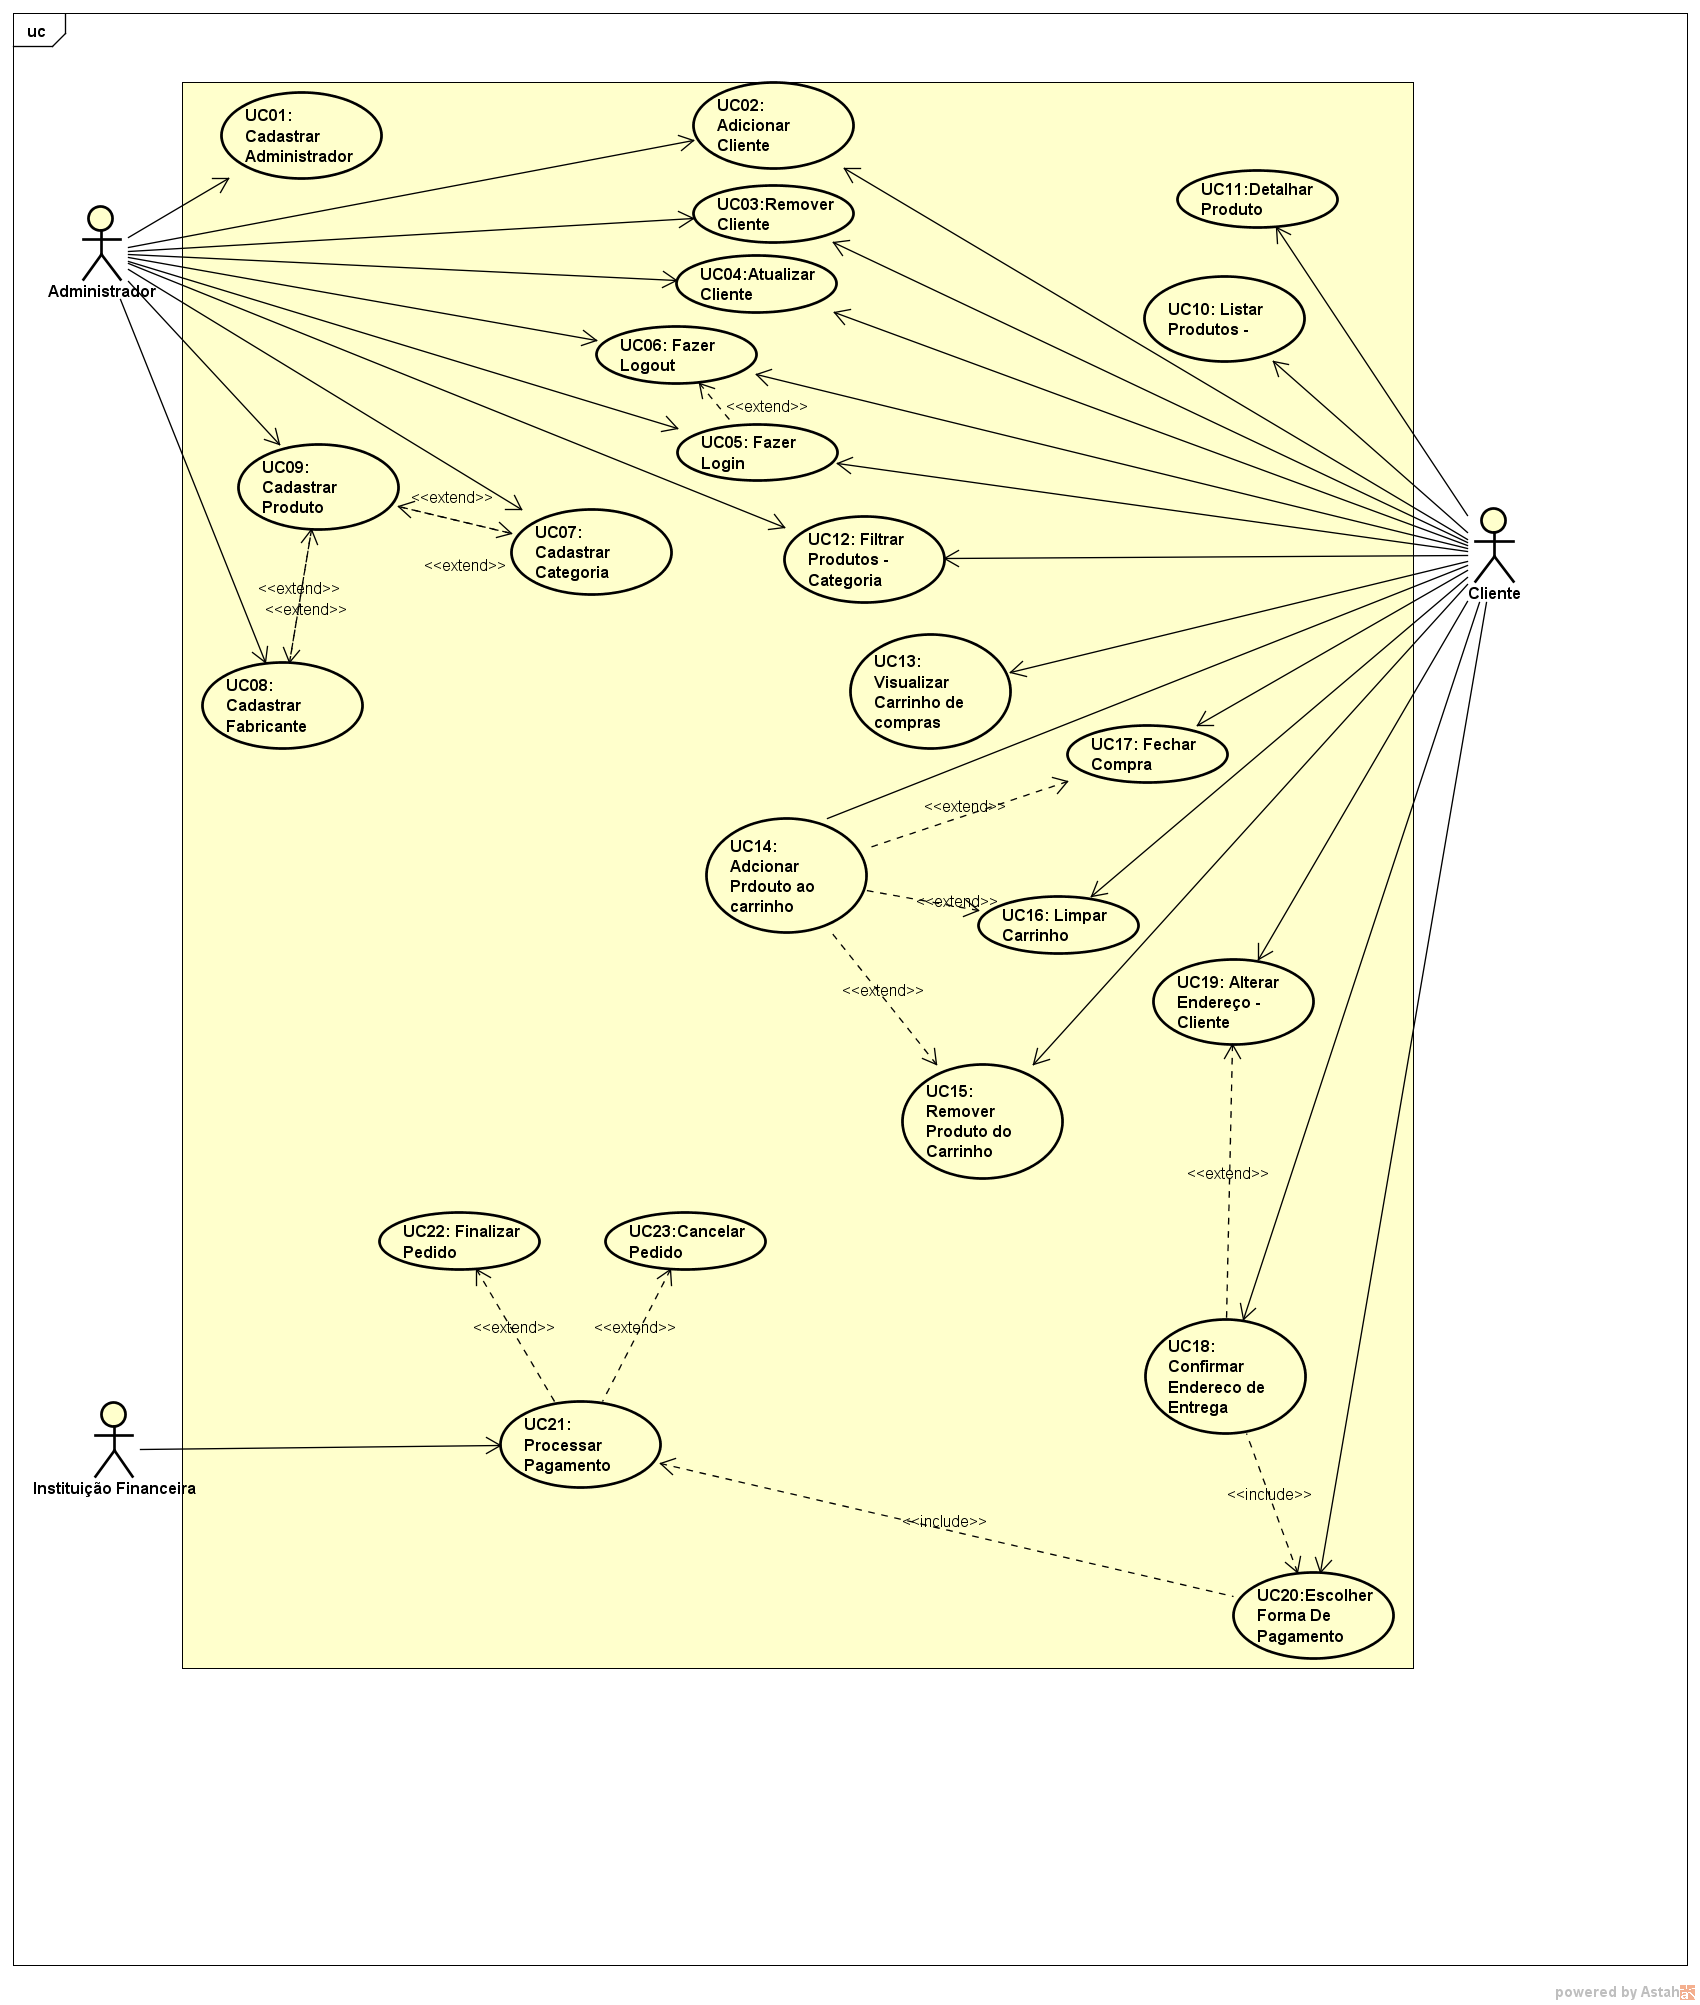 uc
UC01:
Cadastrar
Administrador
UC02:
Adicionar
Cliente
UC03:Remover
Cliente
UC11:Detalhar
Produto
Administrador
UC04:Atualizar
Cliente
UC10: Listar
Produtos -
UC06: Fazer
Logout
<<extend>>
UC05: Fazer
Login
UC09:
Cadastrar
Produto
<<extend>>
UC07:
Cadastrar
Categoria
<<extend>>
UC12: Filtrar
Produtos -
Categoria
Cliente
<<extend>>
<<extend>>
UC08:
Cadastrar
Fabricante
UC13:
Visualizar
Carrinho de
compras
UC17: Fechar
Compra
<<extend>>
UC14:
Adcionar
Prdouto ao
carrinho
<<extend>>
UC16: Limpar
Carrinho
<<extend>>
UC19: Alterar
Endereço -
Cliente
UC15:
Remover
Produto do
Carrinho
<<extend>>
UC22: Finalizar
Pedido
UC23:Cancelar
Pedido
<<extend>>
<<extend>>
UC18:
Confirmar
Endereco de
Entrega
UC21:
Processar
Pagamento
Instituição Financeira
<<include>>
<<include>>
UC20:Escolher
Forma De
Pagamento
powered by Astah